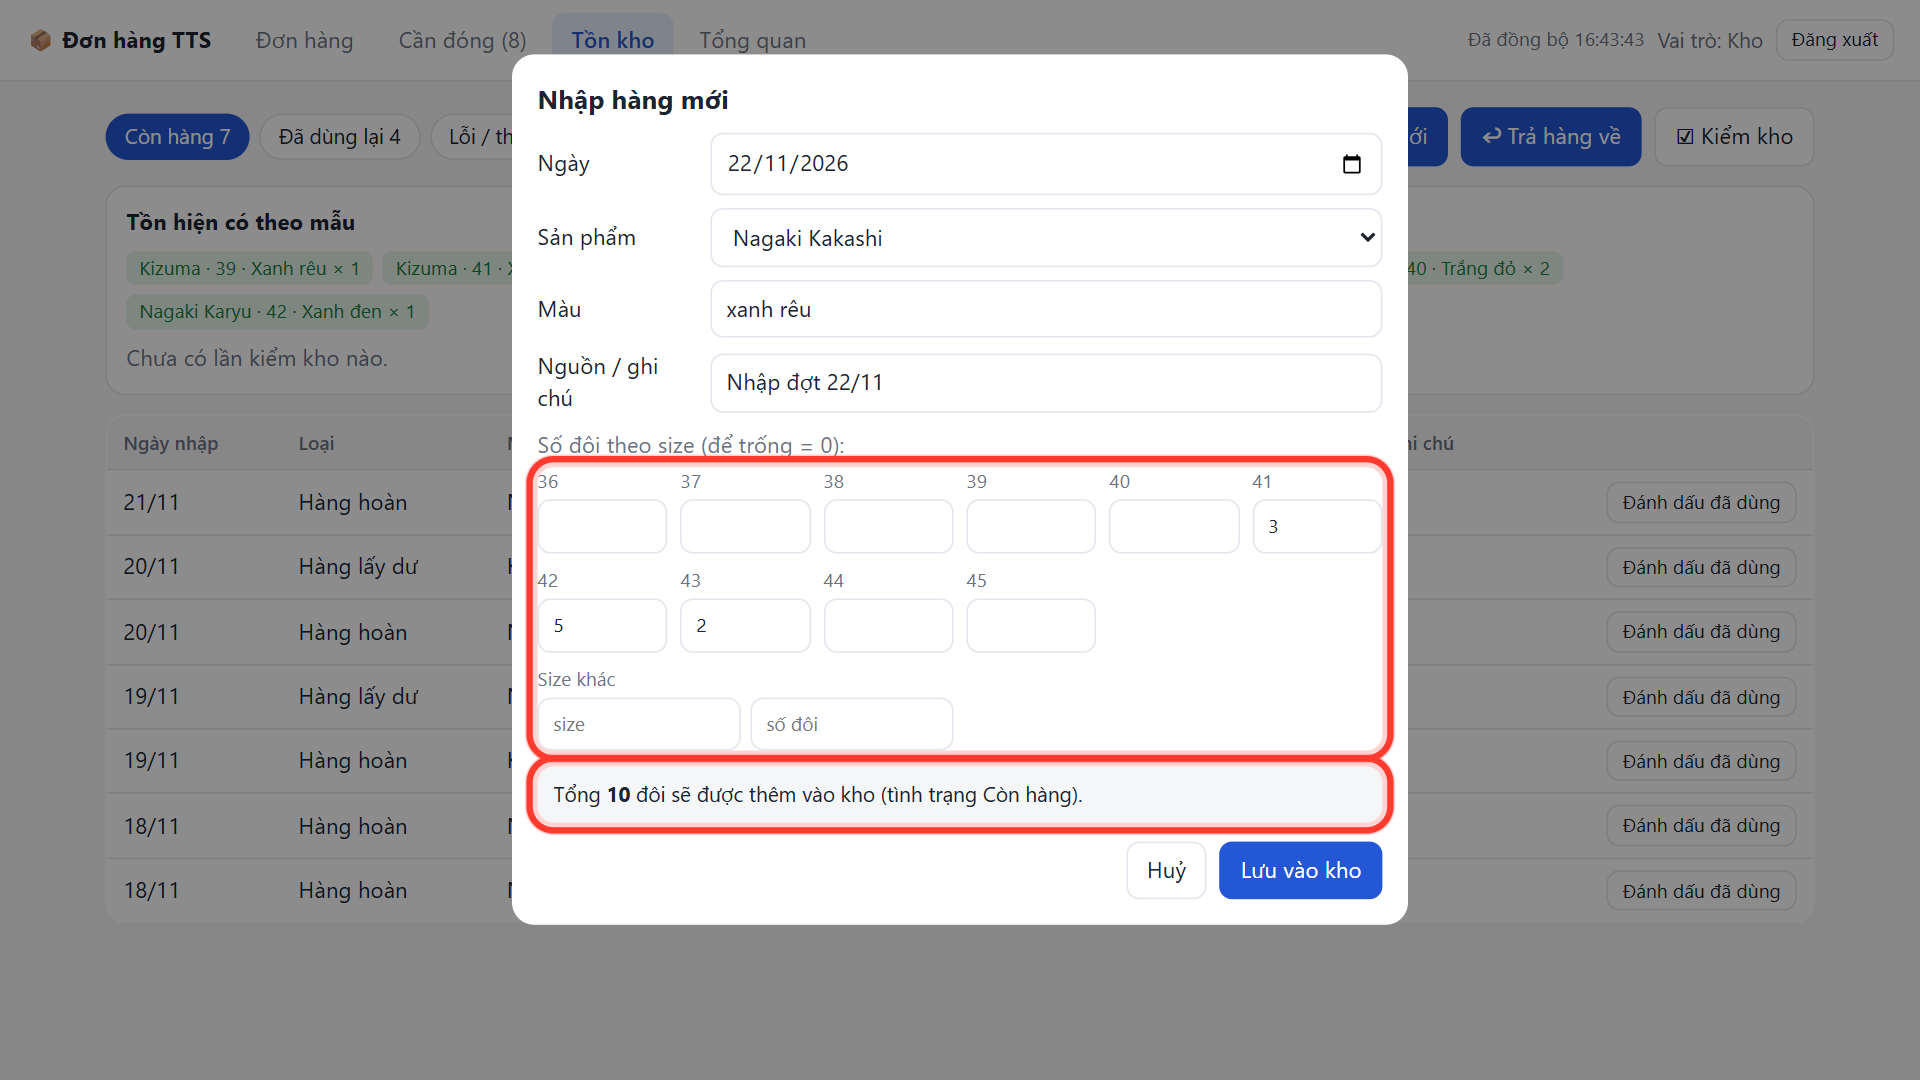 Đơn hàng TTS
Đơn hàng
Cần đóng (8)
Tồn kho
Tổng quan
Đã đồng bộ 16:43:43
Vai trò: Kho
Đăng xuất
Còn hàng 7
Đã dùng lại 4
Lỗi /
↩ Trả hàng về
☑ Kiểm kho
Tồn hiện có theo mẫu
Kizuma · 39 · Xanh rêu × 1
Kizuma · 41 ·
40 · Trắng đỏ × 2
Nagaki Karyu · 42 · Xanh đen × 1
Chưa có lần kiểm kho nào.
Ngày nhập
Loại
chú
21/11
Hàng hoàn
Đánh dấu đã dùng
20/11
Hàng lấy dư
Đánh dấu đã dùng
20/11
Hàng hoàn
Đánh dấu đã dùng
19/11
Hàng lấy dư
Đánh dấu đã dùng
19/11
Hàng hoàn
Đánh dấu đã dùng
18/11
Hàng hoàn
Đánh dấu đã dùng
18/11
Hàng hoàn
Đánh dấu đã dùng
Nhập hàng mới
Ngày
22/11/2026
Sản phẩm
Nagaki Kakashi
Màu
xanh rêu
Nguồn / ghi
chú
Nhập đợt 22/11
Số đôi theo size (để trống = 0):
36
37
38
39
40
41
3
42
43
44
45
5
2
Size khác
size
số đôi
Tổng 10 đôi sẽ được thêm vào kho (tình trạng Còn hàng).
Huỷ
Lưu vào kho